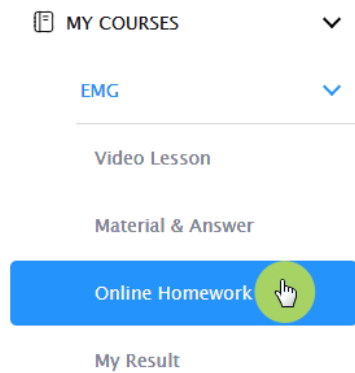 MY COURSES
EMG
Video Lesson
Material & Answer
Online Homework
My Result